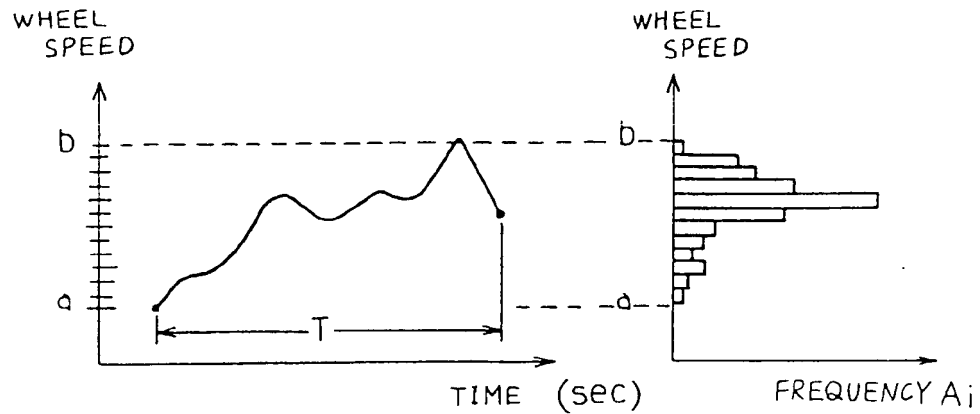 WHEEL
SPEED
b
a
T
TIME (sec)
WHEEL
SPEED
b
a
FREQUENCY Ai